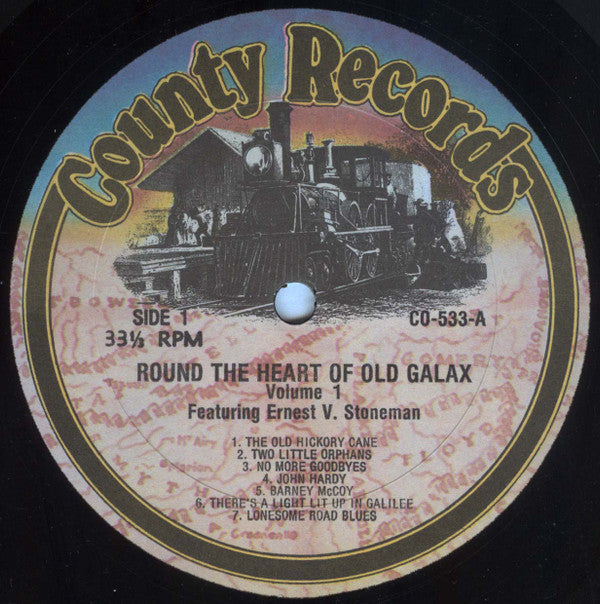 County Records
SIDE 1
33⅓ RPM
CO-533-A
ROUND THE HEART OF OLD GALAX
Volume 1
Featuring Ernest V. Stoneman
1. THE OLD HICKORY CANE
2. TWO LITTLE ORPHANS
3. NO MORE GOODBYES
4. JOHN HARDY
5. BARNEY McCOY
6. THERE'S A LIGHT LIT UP IN GALILEE
7. LONESOME ROAD BLUES